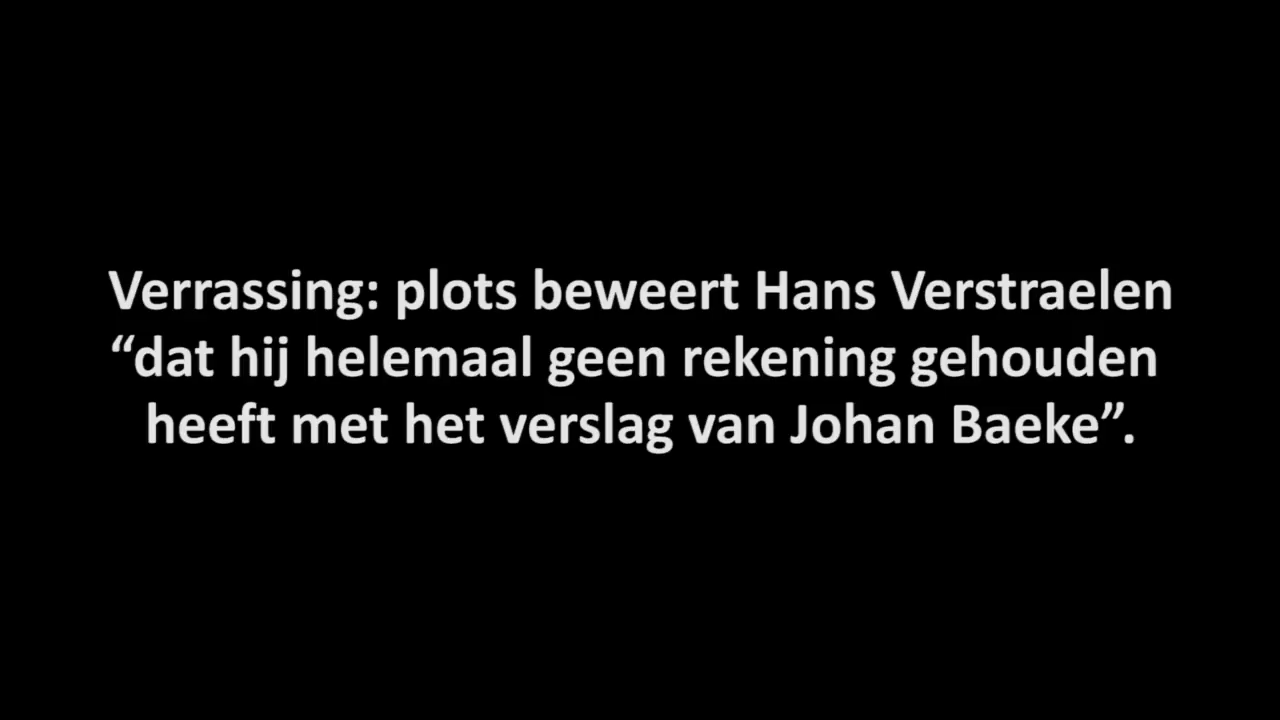 Verrassing: plots beweert Hans Verstraelen
“dat hij helemaal geen rekening gehouden
heeft met het verslag van Johan Baeke”.